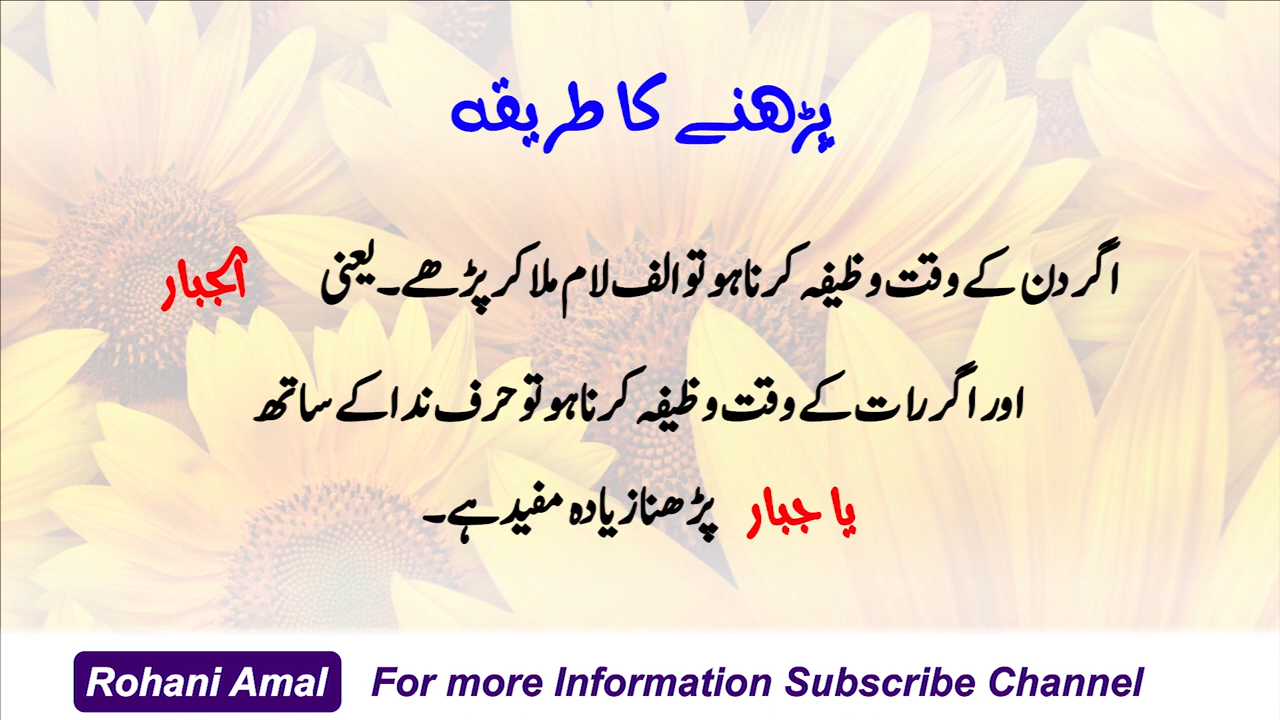 پڑھنے کا طریقہ
اگر دن کے وقت وظیفہ کرنا ہو تو الف لام ملا کر پڑھے۔ یعنی الجبار
اور اگر رات کے وقت وظیفہ کرنا ہو تو حرف ندا کے ساتھ
یا جبار پڑھنا زیادہ مفید ہے۔
Rohani Amal For more Information Subscribe Channel